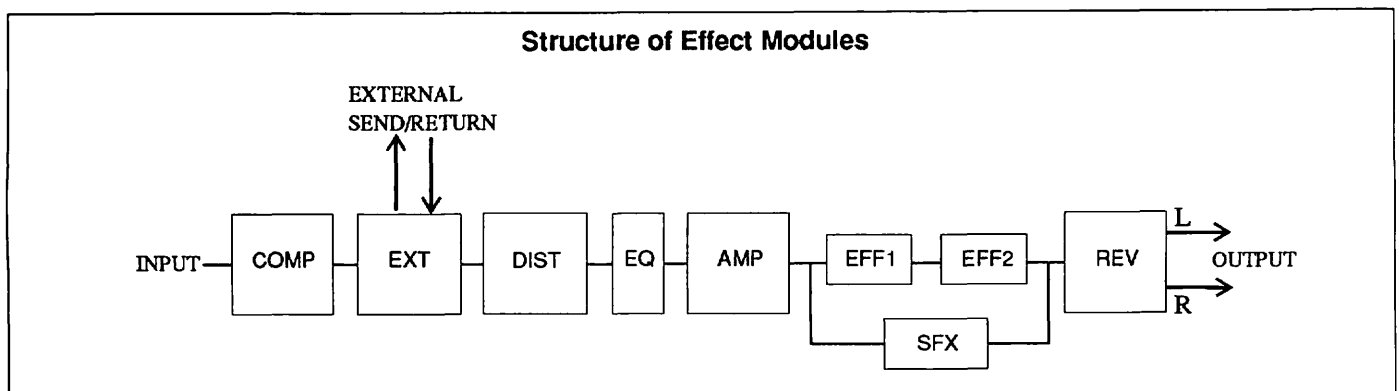 Structure of Effect Modules
EXTERNAL
SEND/RETURN
INPUT
COMP
EXT
DIST
EQ
AMP
EFF1
EFF2
SFX
REV
L
R
OUTPUT